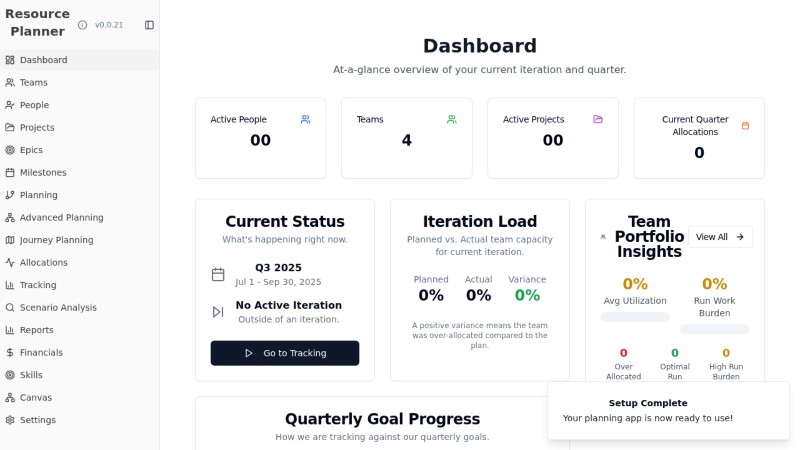 Resource
Planner
v0.0.21
Dashboard
Teams
People
Projects
Epics
Milestones
Planning
Advanced Planning
Journey Planning
Allocations
Tracking
Scenario Analysis
Reports
Financials
Skills
Canvas
Settings
Dashboard
At-a-glance overview of your current iteration and quarter.
Active People
00
Teams
4
Active Projects
00
Current Quarter
Allocations
0
Current Status
What's happening right now.
Q3 2025
Jul 1 - Sep 30, 2025
No Active Iteration
Outside of an iteration.
Go to Tracking
Iteration Load
Planned vs. Actual team capacity
for current iteration.
Planned Actual Variance
0% 0% 0%
A positive variance means the team
was over-allocated compared to the
plan.
Team
Portfolio
Insights
View All
0% 0%
Avg Utilization
Run Work
Burden
0 0 0
Over
Allocated
Optimal
Run
High Run
Burden
Quarterly Goal Progress
How we are tracking against our quarterly goals.
Setup Complete
Your planning app is now ready to use!